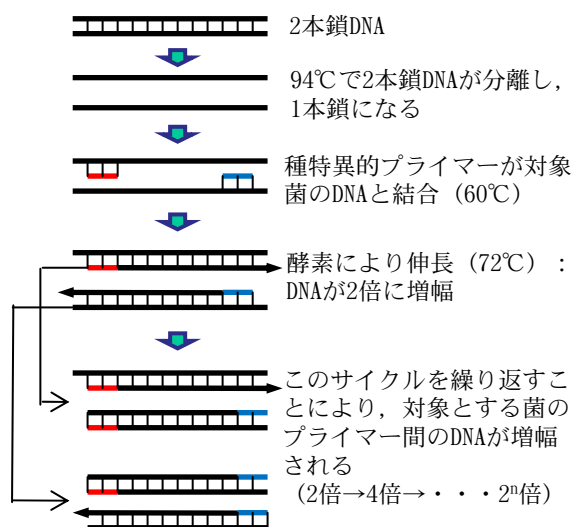 2本鎖DNA
94℃で2本鎖DNAが分離し,
1本鎖になる
種特異的プライマーが対象
菌のDNAと結合（60℃）
酵素により伸長（72℃）：
DNAが2倍に増幅
このサイクルを繰り返すこ
とにより, 対象とする菌の
プライマー間のDNAが増幅
される
（2倍→4倍→・・・2ⁿ倍）